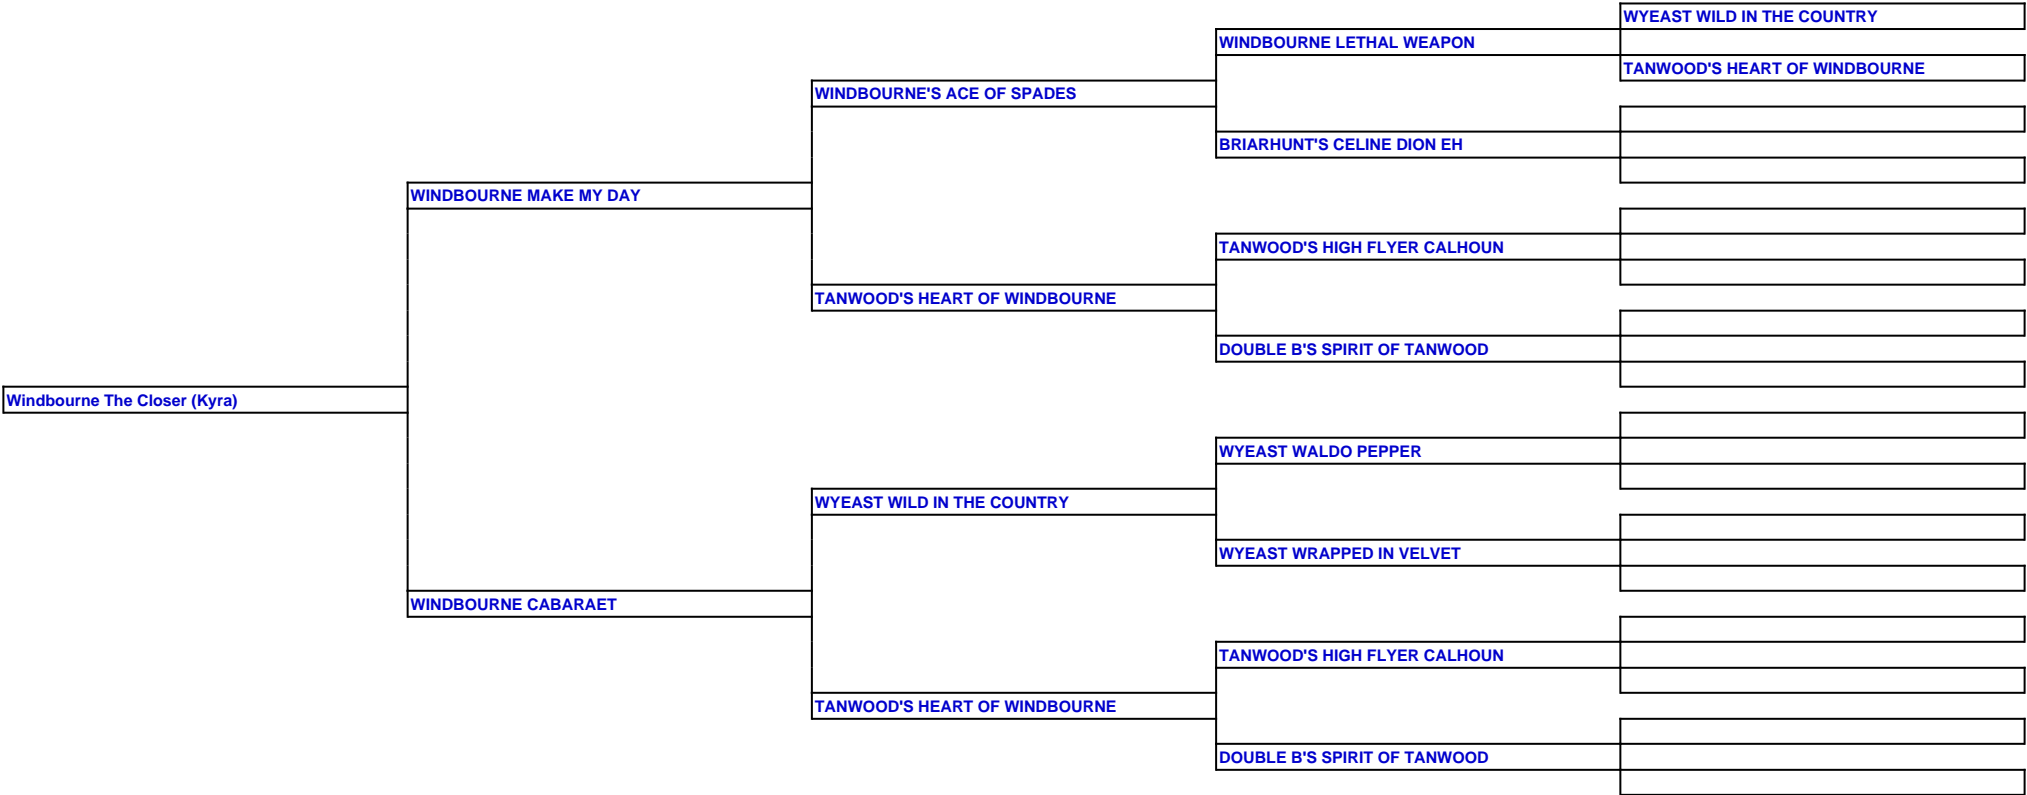 WYEAST WILD IN THE COUNTRY
WINDBOURNE LETHAL WEAPON
TANWOOD'S HEART OF WINDBOURNE
WINDBOURNE'S ACE OF SPADES
BRIARHUNT'S CELINE DION EH
WINDBOURNE MAKE MY DAY
TANWOOD'S HIGH FLYER CALHOUN
TANWOOD'S HEART OF WINDBOURNE
DOUBLE B'S SPIRIT OF TANWOOD
Windbourne The Closer (Kyra)
WYEAST WALDO PEPPER
WYEAST WILD IN THE COUNTRY
WYEAST WRAPPED IN VELVET
WINDBOURNE CABARAET
TANWOOD'S HIGH FLYER CALHOUN
TANWOOD'S HEART OF WINDBOURNE
DOUBLE B'S SPIRIT OF TANWOOD